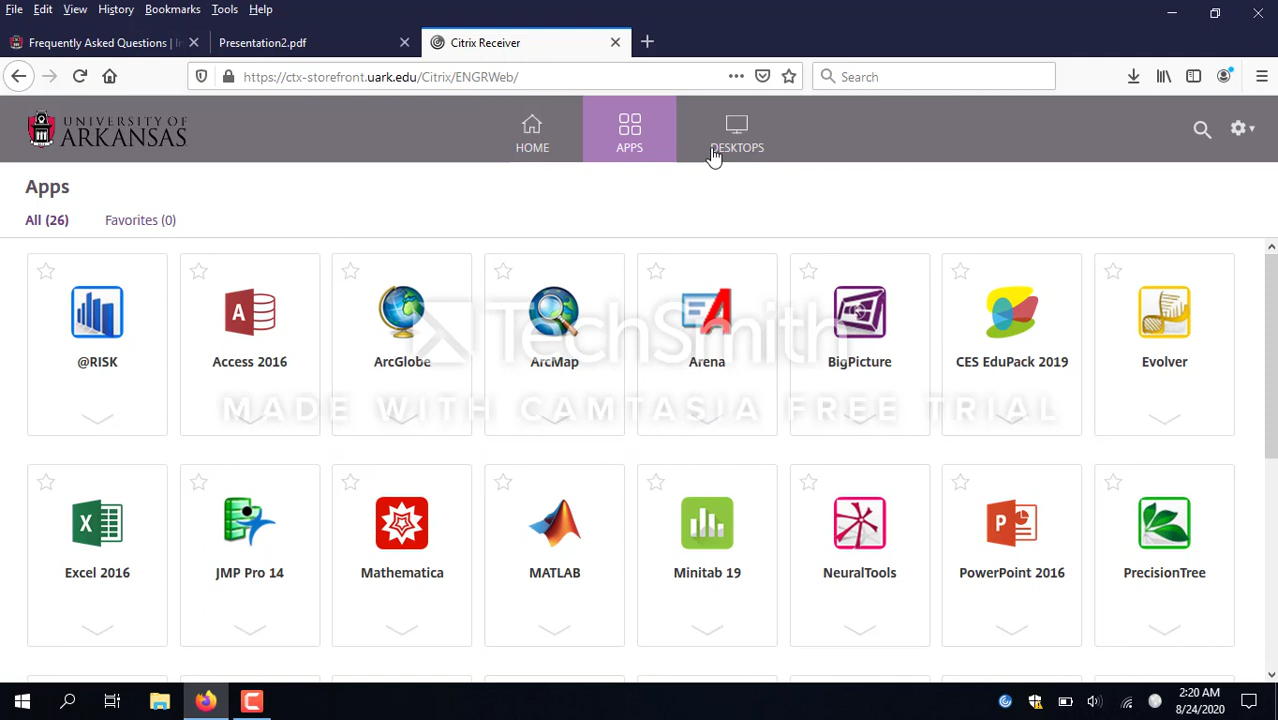 File Edit View History Bookmarks Tools Help
Frequently Asked Questions | I
Presentation2.pdf
Citrix Receiver
https://ctx-storefront.uark.edu/Citrix/ENGRWeb/
Search
UNIVERSITY OF
ARKANSAS
HOME
APPS
DESKTOPS
Apps
All (26)
Favorites (0)
@RISK
Access 2016
ArcGlobe
ArcMap
Arena
BigPicture
CES EduPack 2019
Evolver
TechSmith
MADE WITH CAMTASIA FREE TRIAL
Excel 2016
JMP Pro 14
Mathematica
MATLAB
Minitab 19
NeuralTools
PowerPoint 2016
PrecisionTree
2:20 AM
8/24/2020